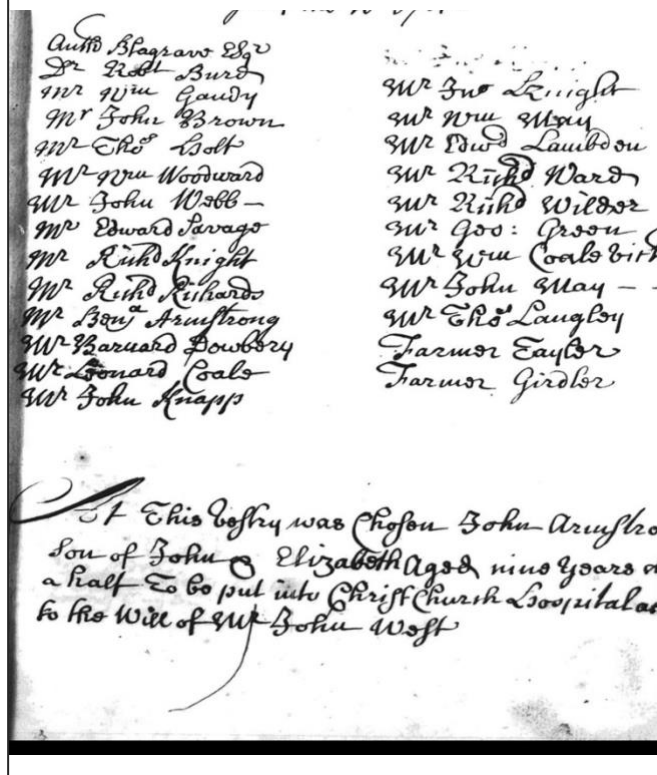 Antho Blagrave Esqr
Dr Robt Burd
Mr Wm Gandy
Mr John Brown
Mr Thos Holt
Mr Wm Woodward
Mr John Webb –
Mr Edward Savage
Mr Richd Knight
Mr Richd Richards
Mr Benja Armstrong
Mr Barnard Dowbery
Mr Leonard Coale
Mr John Knapp
Mr Jno Knight
Mr Wm May
Mr Edwd Lambden
Mr Richd Ward
Mr Richd Wilder
Mr Geo: Green
Mr Wm Coale
Mr John May – –
Mr Thos Langley
Farmer Tayler
Farmer Girdler
At This Vestry was Chosen John Armstro
Son of John & Elizabeth Aged nine Years
a half To be put into Christ Church Hospital
to the Will of Mr John West